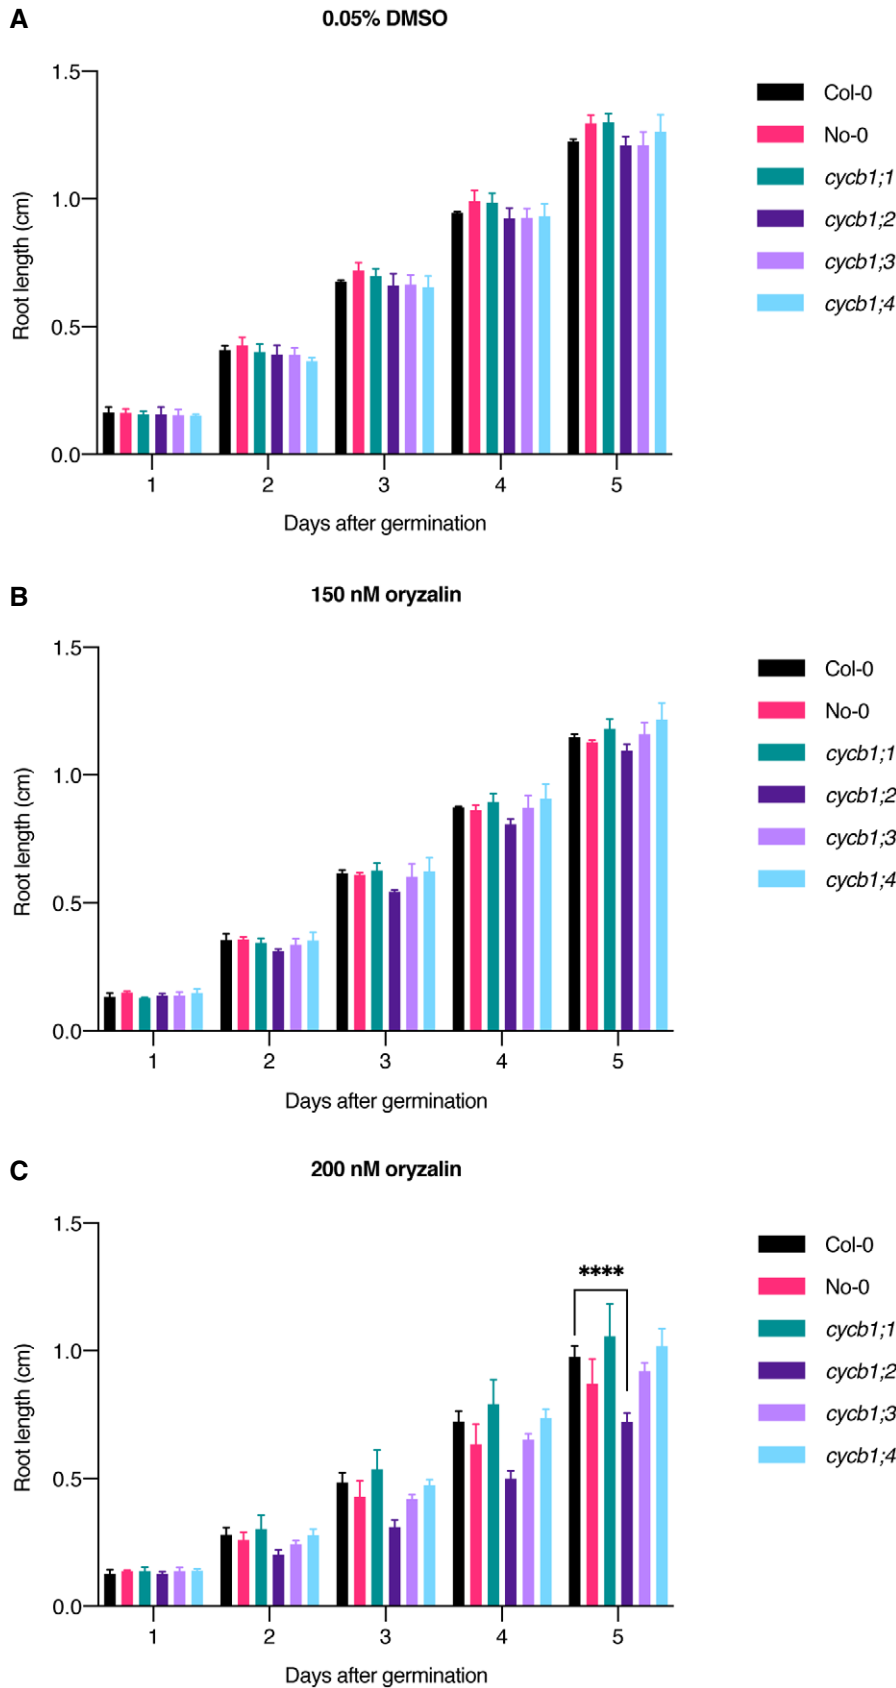 A
0.05% DMSO
1.5
1.0
0.5
0.0
Root length (cm)
1 2 3 4 5
Days after germination
Col-0
No-0
cycb1;1
cycb1;2
cycb1;3
cycb1;4
B
150 nM oryzalin
1.5
1.0
0.5
0.0
Root length (cm)
1 2 3 4 5
Days after germination
Col-0
No-0
cycb1;1
cycb1;2
cycb1;3
cycb1;4
C
200 nM oryzalin
1.5
1.0
0.5
0.0
Root length (cm)
****
1 2 3 4 5
Days after germination
Col-0
No-0
cycb1;1
cycb1;2
cycb1;3
cycb1;4